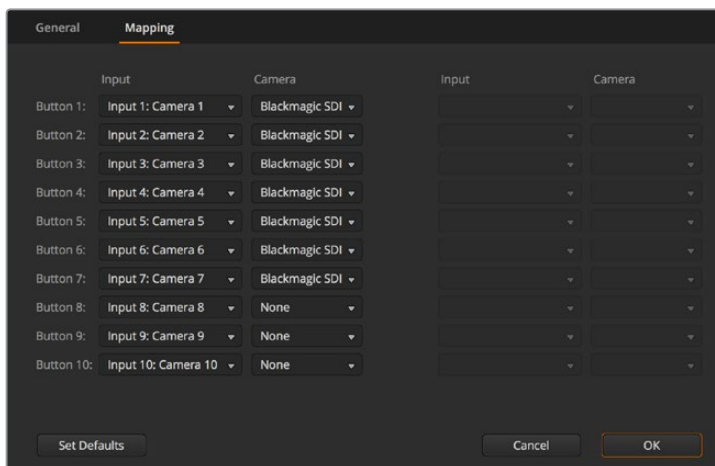 General Mapping
Input Camera Input Camera
Button 1: Input 1: Camera 1 Blackmagic SDI
Button 2: Input 2: Camera 2 Blackmagic SDI
Button 3: Input 3: Camera 3 Blackmagic SDI
Button 4: Input 4: Camera 4 Blackmagic SDI
Button 5: Input 5: Camera 5 Blackmagic SDI
Button 6: Input 6: Camera 6 Blackmagic SDI
Button 7: Input 7: Camera 7 Blackmagic SDI
Button 8: Input 8: Camera 8 None
Button 9: Input 9: Camera 9 None
Button 10: Input 10: Camera 10 None
Set Defaults Cancel OK